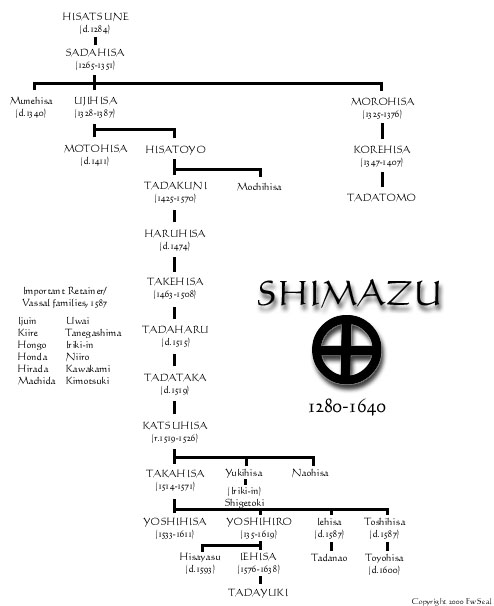 HISATSUNE
(d.1284)
SADAHISA
(1265-1351)
Munehisa
(d.1340)
UJIHISA
(1328-1387)
MOROHISA
(1325-1376)
MOTOHISA
(d.1411)
HISATOYO
KOREHISA
(1347-1407)
TADAKUNI
(1425-1570)
Mochihisa
TADATOMO
HARUHISA
(d.1474)
TAKEHISA
(1463-1508)
Important Retainer/
Vassal families, 1587
Ijuin Uwai
Kiire Tanegashima
Hongo Iriki-in
Honda Niiro
Hirada Kawakami
Machida Kimotsuki
SHIMAZU
1280-1640
TADAHARU
(d.1515)
TADATAKA
(d.1519)
KATSUHISA
(r.1519-1526)
TAKAHISA
(1514-1571)
Yukihisa
(Iriki-in)
Shigetoki
Naohisa
YOSHIHISA
(1533-1611)
YOSHIHIRO
(135-1619)
Iehisa
(d.1587)
Toshihisa
(d.1587)
Hisayasu
(d.1593)
IEHISA
(1576-1638)
Tadanao
Toyohisa
(d.1600)
TADAYUKI
Copyright 2000 FwSeal